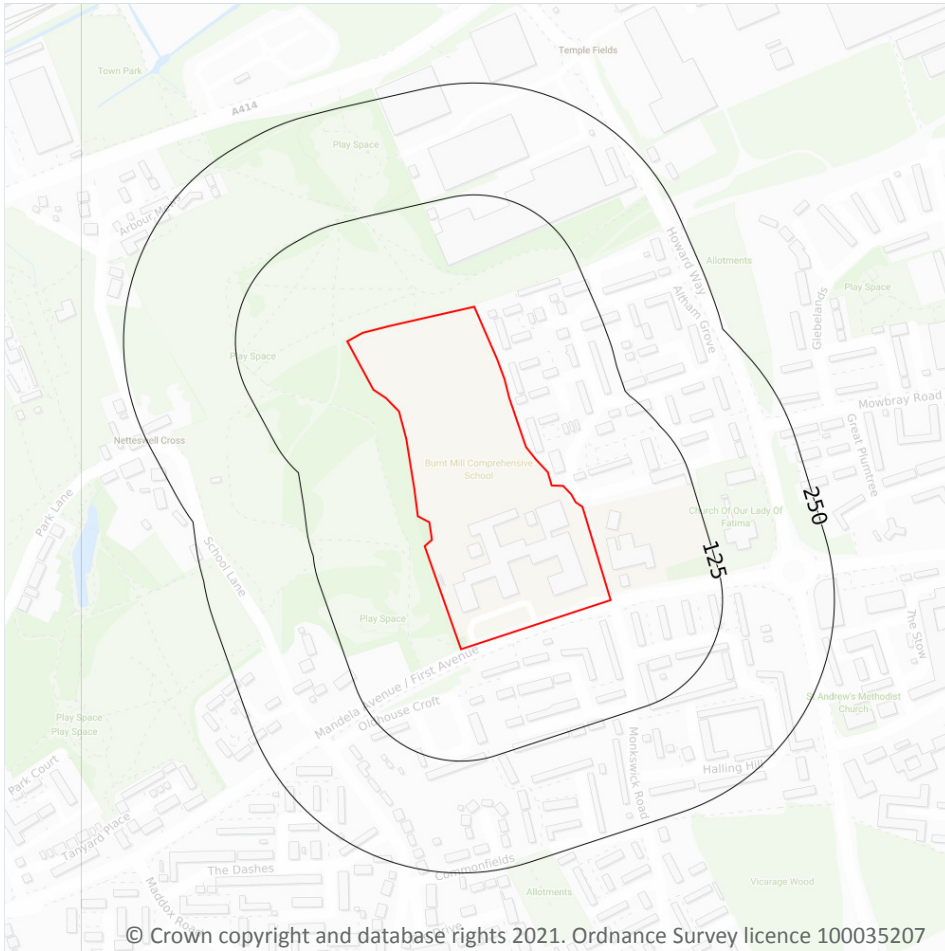 Temple Fields
Town Park
A414
Play Space
Arbour Mews
Howard Way
Allotments
Altham Grove
Play Space
Glebelands
Play Space
Mowbray Road
Great Plumtree
Netteswell Cross
Burnt Mill Comprehensive
School
Park Lane
250
Church Of Our Lady Of
Fatima
125
School Lane
Play Space
The Stow
Mandela Avenue / First Avenue
Oldhouse Croft
St Andrew's Methodist
Church
Play Space
Play Space
Monkswick Road
Park Court
Halling Hill
Tanyard Place
Commonfields
The Dashes
Maddox Road
Allotments
Vicarage Wood
Drive
© Crown copyright and database rights 2021. Ordnance Survey licence 100035207